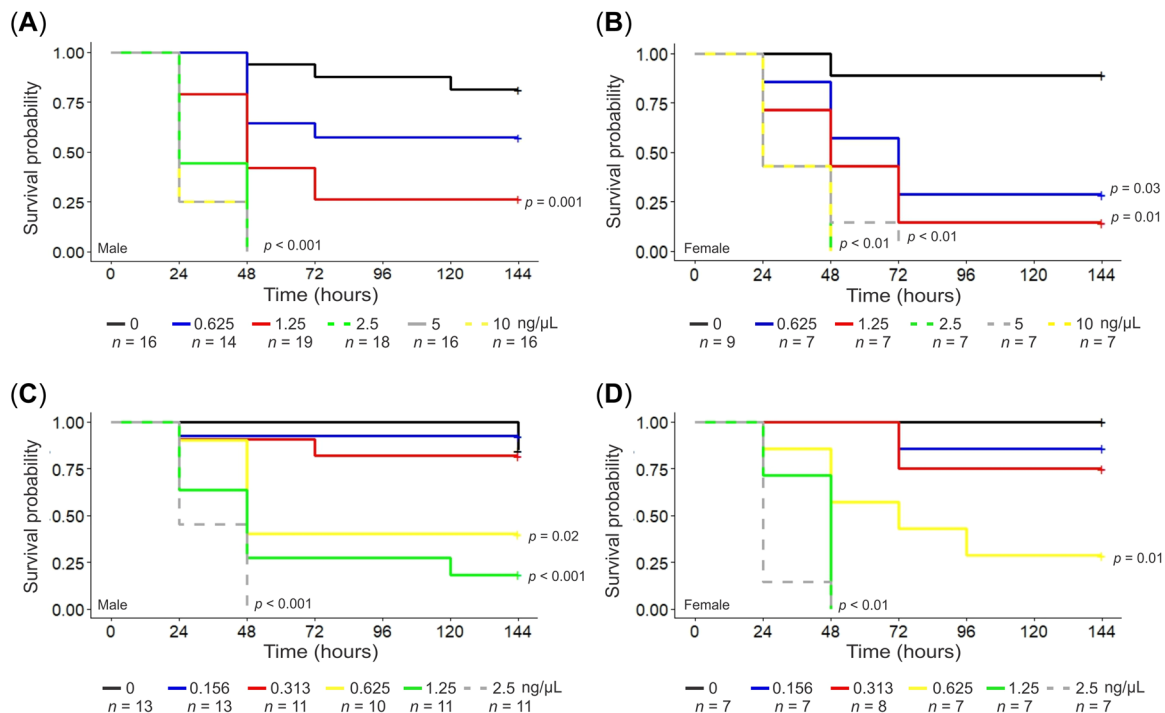 (A)
Survival probability
1.00
0.75
0.50
0.25
0.00
p = 0.001
p < 0.001
Male
0 24 48 72 96 120 144
Time (hours)
0 0.625 1.25 2.5 5 10 ng/µL
n = 16 n = 14 n = 19 n = 18 n = 16 n = 16
(B)
Survival probability
1.00
0.75
0.50
0.25
0.00
p = 0.03
p = 0.01
p < 0.01
p < 0.01
Female
0 24 48 72 96 120 144
Time (hours)
0 0.625 1.25 2.5 5 10 ng/µL
n = 9 n = 7 n = 7 n = 7 n = 7 n = 7
(C)
Survival probability
1.00
0.75
0.50
0.25
0.00
p = 0.02
p < 0.001
p < 0.001
Male
0 24 48 72 96 120 144
Time (hours)
0 0.156 0.313 0.625 1.25 2.5 ng/µL
n = 13 n = 13 n = 11 n = 10 n = 11 n = 11
(D)
Survival probability
1.00
0.75
0.50
0.25
0.00
p = 0.01
p < 0.01
Female
0 24 48 72 96 120 144
Time (hours)
0 0.156 0.313 0.625 1.25 2.5 ng/µL
n = 7 n = 7 n = 8 n = 7 n = 7 n = 7